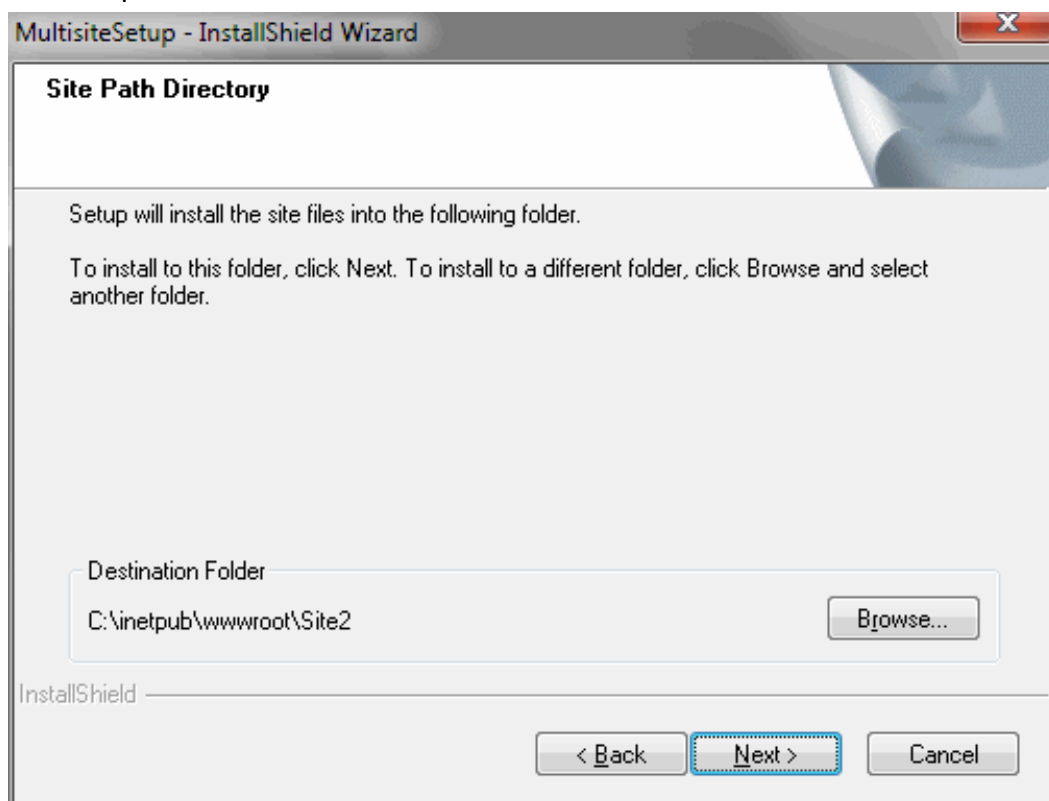 MultisiteSetup - InstallShield Wizard
Site Path Directory
Setup will install the site files into the following folder.
To install to this folder, click Next. To install to a different folder, click Browse and select
another folder.
Destination Folder
C:\inetpub\wwwroot\Site2
Browse...
InstallShield
< Back
Next >
Cancel